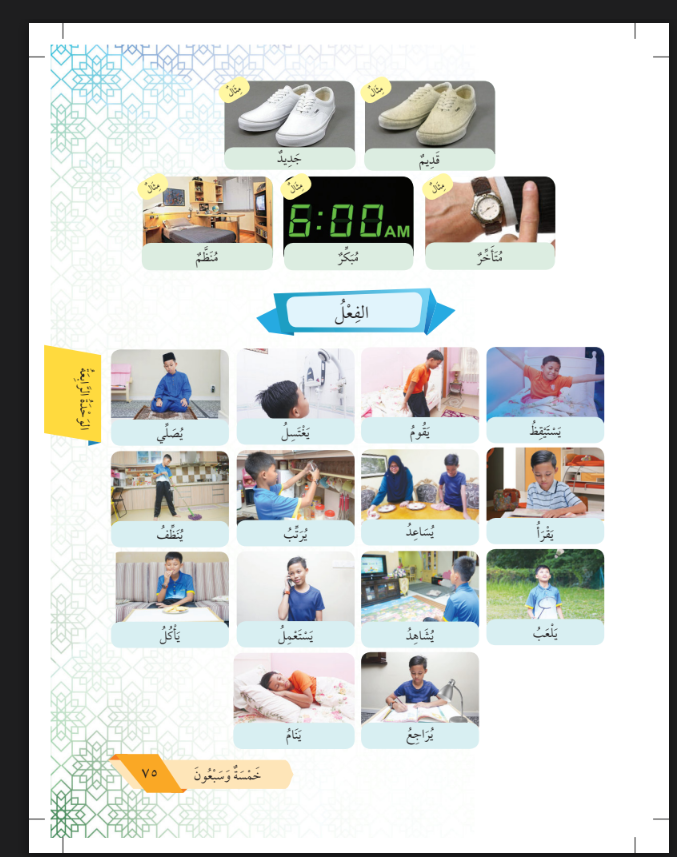 مِثَالٌ
مِثَالٌ
قَدِيمٌ
جَدِيدٌ
مِثَالٌ
مِثَالٌ
مِثَالٌ
مُتَأَخِّرٌ
6:00 AM
مُبَكِّرٌ
مُنَظَّمٌ
الفِعْلُ
الوَحْدَةُ الرَّابِعَةُ
يَسْتَيْقِظُ
يَقُومُ
يَغْتَسِلُ
يُصَلِّي
يَقْرَأُ
يُسَاعِدُ
يُرَتِّبُ
يُنَظِّفُ
يَلْعَبُ
يُشَاهِدُ
يَسْتَعْمِلُ
يَأْكُلُ
يُرَاجِعُ
يَنَامُ
خَمْسَةٌ وَسَبْعُونَ
٧٥